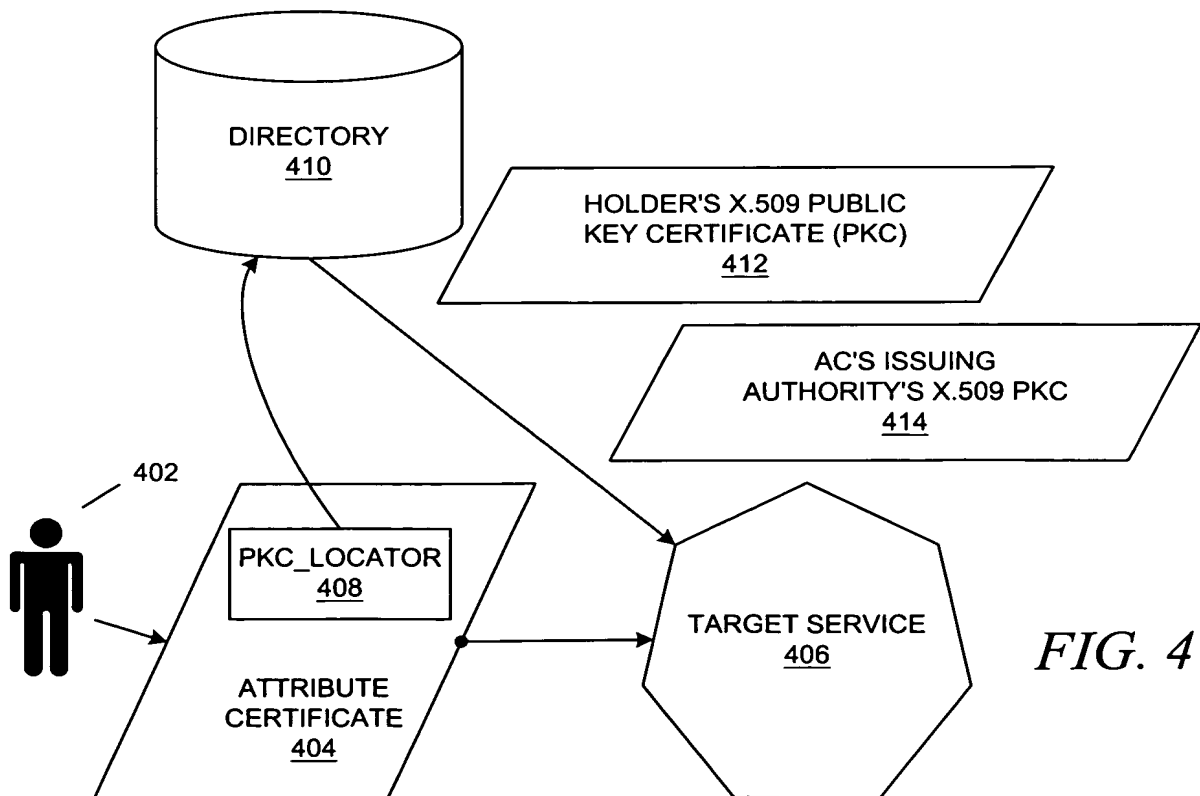 DIRECTORY
410
HOLDER'S X.509 PUBLIC
KEY CERTIFICATE (PKC)
412
AC'S ISSUING
AUTHORITY'S X.509 PKC
414
402
PKC_LOCATOR
408
ATTRIBUTE
CERTIFICATE
404
TARGET SERVICE
406
FIG. 4